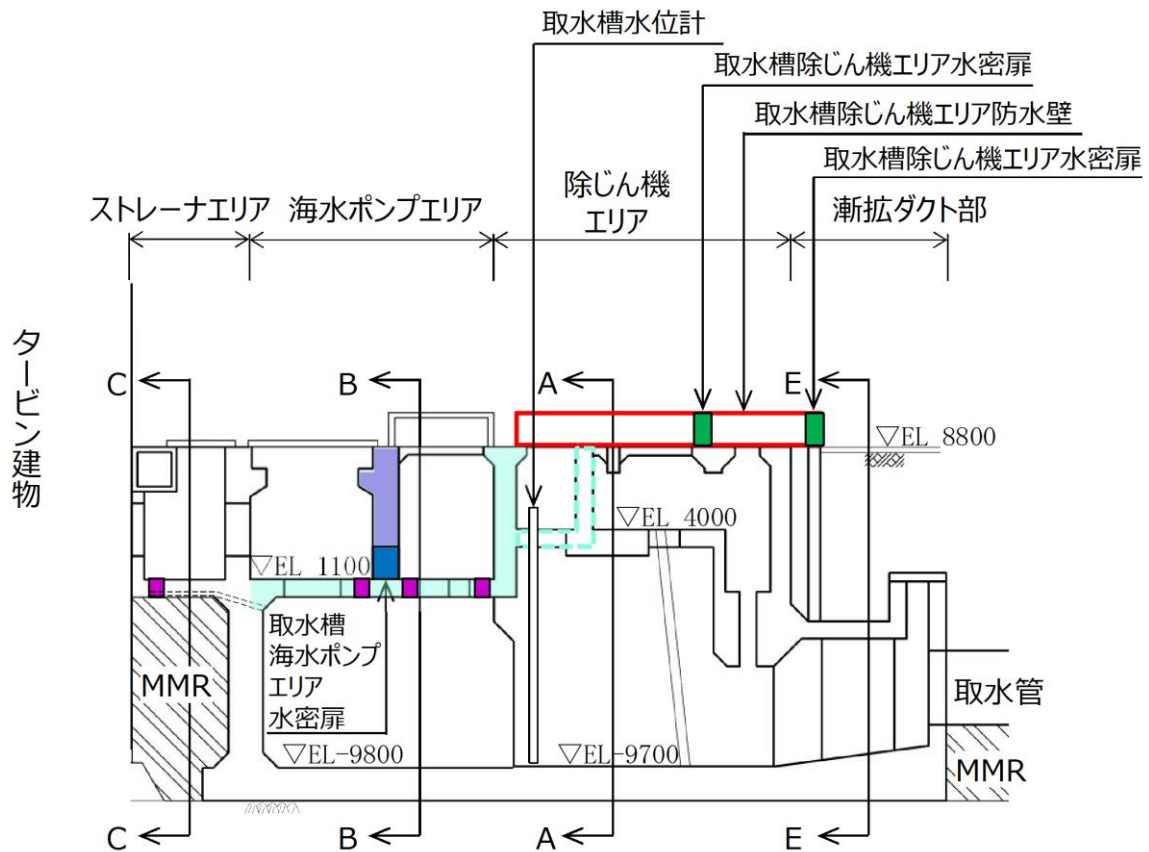 取水槽水位計
取水槽除じん機エリア水密扉
取水槽除じん機エリア防水壁
取水槽除じん機エリア水密扉
ストレーナエリア
海水ポンプエリア
除じん機
エリア
漸拡ダクト部
タービン建物
C
B
A
E
▽EL 8800
▽EL 4000
▽EL 1100
取水槽
海水ポンプ
エリア
水密扉
MMR
取水管
▽EL-9800
▽EL-9700
MMR
C
B
A
E